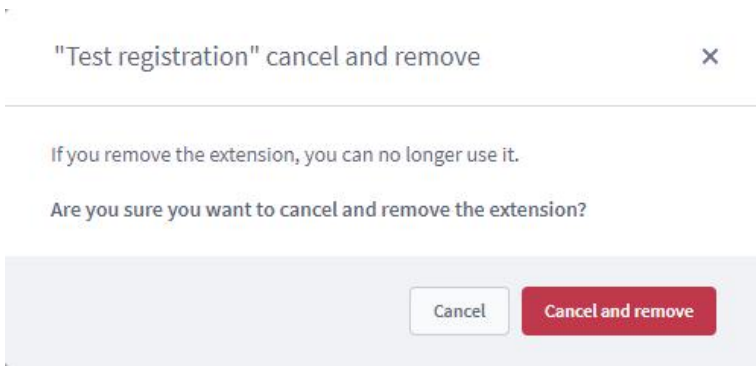 "Test registration" cancel and remove
If you remove the extension, you can no longer use it.
Are you sure you want to cancel and remove the extension?
Cancel
Cancel and remove